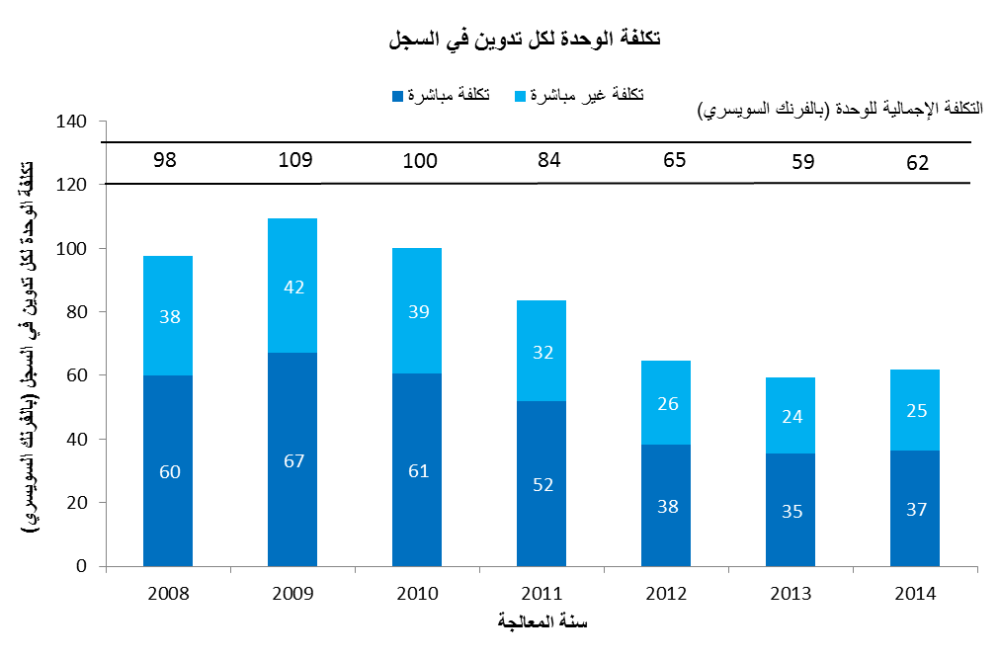 تكلفة الوحدة لكل تدوين في السجل
تكلفة مباشرة تكلفة غير مباشرة
التكلفة الإجمالية للوحدة (بالفرنك السويسري)
98 109 100 84 65 59 62
تكلفة الوحدة لكل تدوين في السجل (بالفرنك السويسري)
140
120
100
80
60
40
20
0
38 42 39 32 26 24 25
60 67 61 52 38 35 37
2008 2009 2010 2011 2012 2013 2014
سنة المعالجة